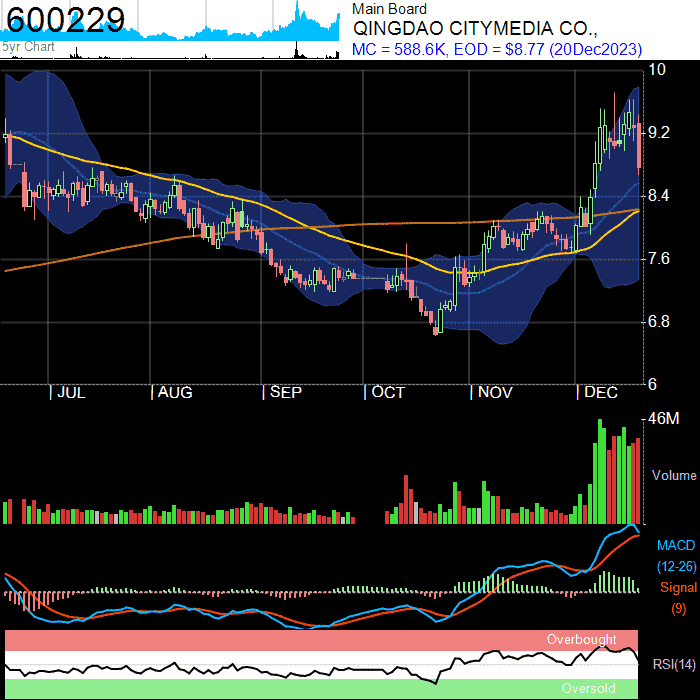 600229
5yr Chart
Main Board
QINGDAO CITYMEDIA CO.,
MC = 588.6K, EOD = $8.77 (20Dec2023)
10
9.2
8.4
7.6
6.8
6
| JUL | AUG | SEP | OCT | NOV | DEC
46M
Volume
MACD
(12-26)
Signal
(9)
Overbought
RSI(14)
Oversold